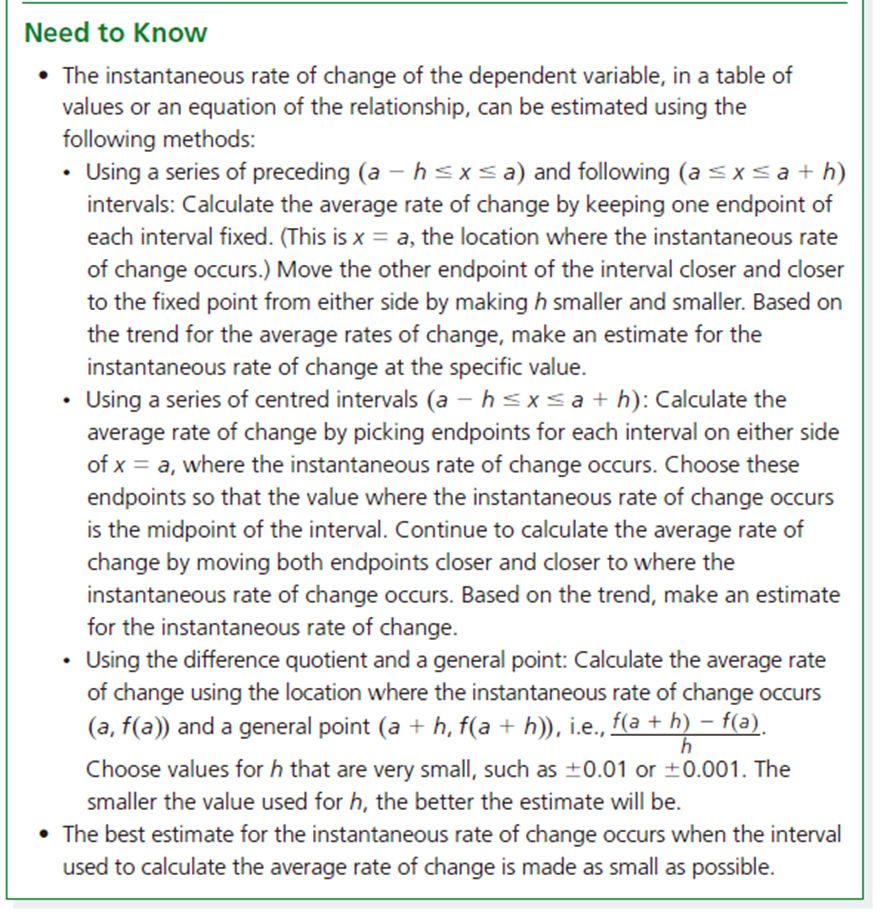 Need to Know
• The instantaneous rate of change of the dependent variable, in a table of
values or an equation of the relationship, can be estimated using the
following methods:
• Using a series of preceding (a − h ≤ x ≤ a) and following (a ≤ x ≤ a + h)
intervals: Calculate the average rate of change by keeping one endpoint of
each interval fixed. (This is x = a, the location where the instantaneous rate
of change occurs.) Move the other endpoint of the interval closer and closer
to the fixed point from either side by making h smaller and smaller. Based on
the trend for the average rates of change, make an estimate for the
instantaneous rate of change at the specific value.
• Using a series of centred intervals (a − h ≤ x ≤ a + h): Calculate the
average rate of change by picking endpoints for each interval on either side
of x = a, where the instantaneous rate of change occurs. Choose these
endpoints so that the value where the instantaneous rate of change occurs
is the midpoint of the interval. Continue to calculate the average rate of
change by moving both endpoints closer and closer to where the
instantaneous rate of change occurs. Based on the trend, make an estimate
for the instantaneous rate of change.
• Using the difference quotient and a general point: Calculate the average rate
of change using the location where the instantaneous rate of change occurs
(a, f(a)) and a general point (a + h, f(a + h)), i.e., f(a + h) − f(a).
h
Choose values for h that are very small, such as ±0.01 or ±0.001. The
smaller the value used for h, the better the estimate will be.
• The best estimate for the instantaneous rate of change occurs when the interval
used to calculate the average rate of change is made as small as possible.